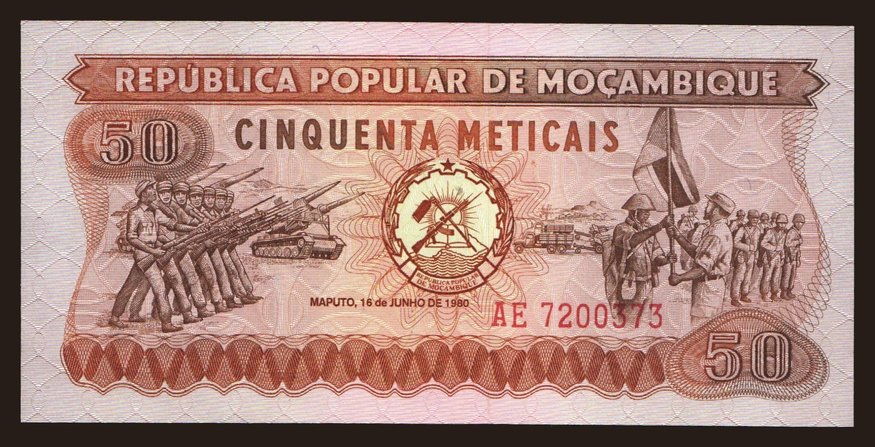 REPÚBLICA POPULAR DE MOÇAMBIQUE
50
CINQUENTA METICAIS
REPÚBLICA POPULAR
DE MOÇAMBIQUE
MAPUTO, 16 de JUNHO DE 1980
AE 7200373
50